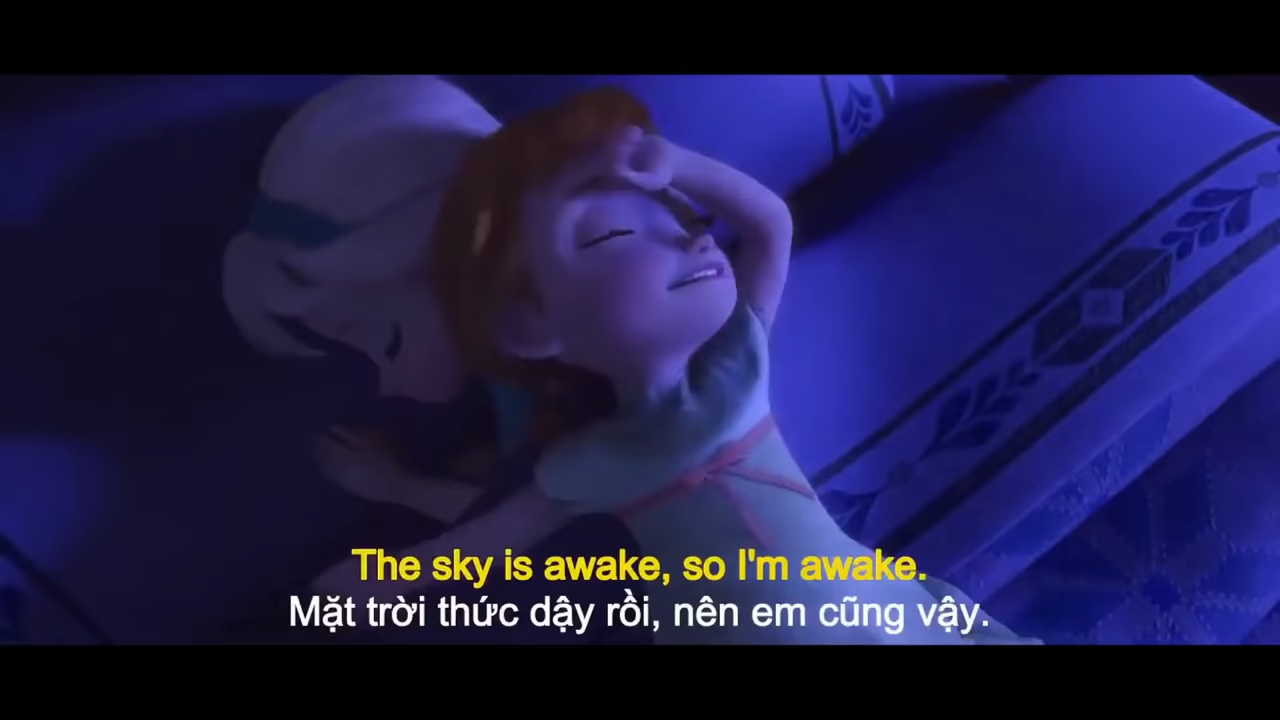 The sky is awake, so I'm awake.
Mặt trời thức dậy rồi, nên em cũng vậy.